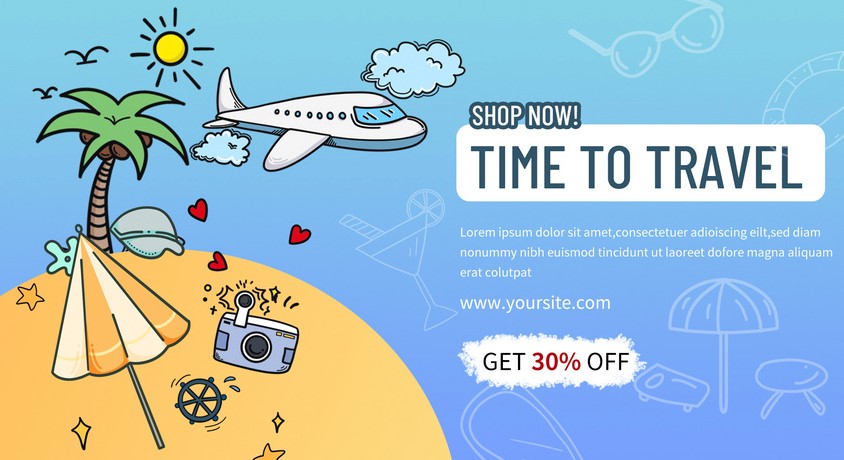 SHOP NOW!
TIME TO TRAVEL
Lorem ipsum dolor sit amet,consectetuer adioiscing eilt,sed diam
nonummy nibh euismod tincidunt ut laoreet dofore magna aliquam
erat colutpat
www.yoursite.com
GET 30% OFF